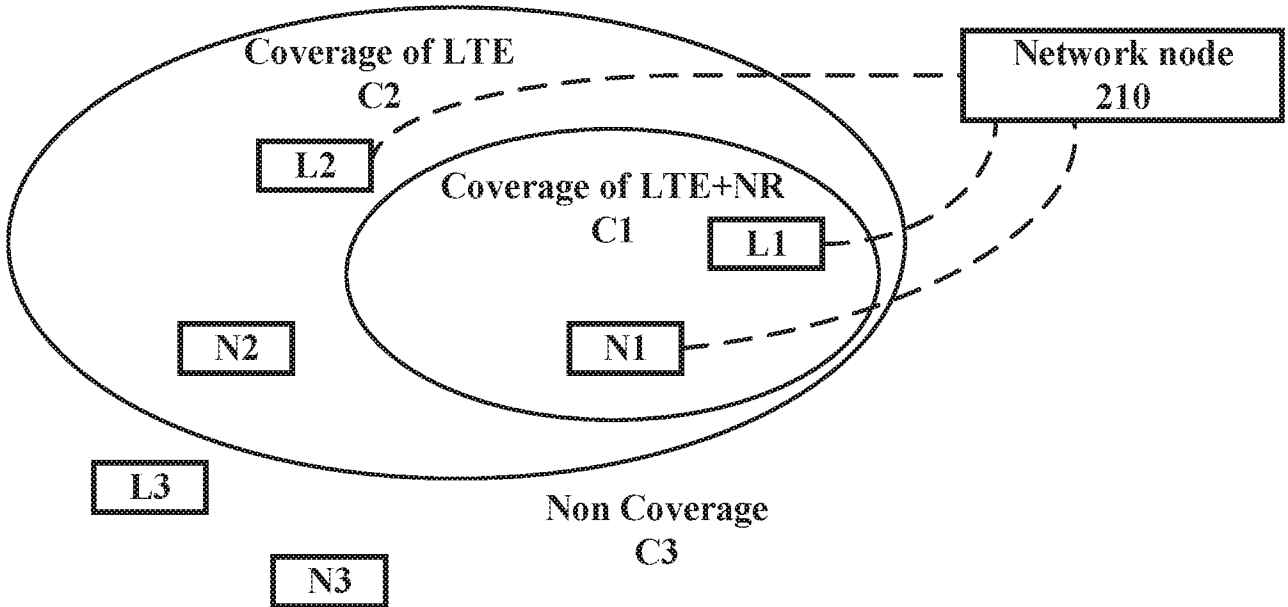 Coverage of LTE
C2
Network node
210
L2
Coverage of LTE+NR
C1
L1
N2
N1
L3
Non Coverage
C3
N3